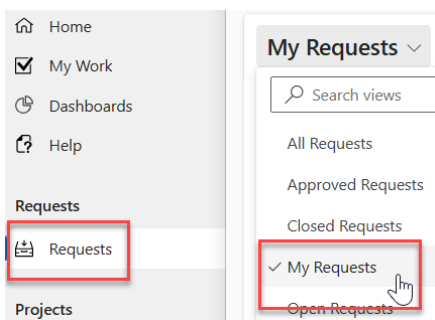 Home
My Work
Dashboards
Help
Requests
Requests
Projects
My Requests
Search views
All Requests
Approved Requests
Closed Requests
My Requests
Open Requests